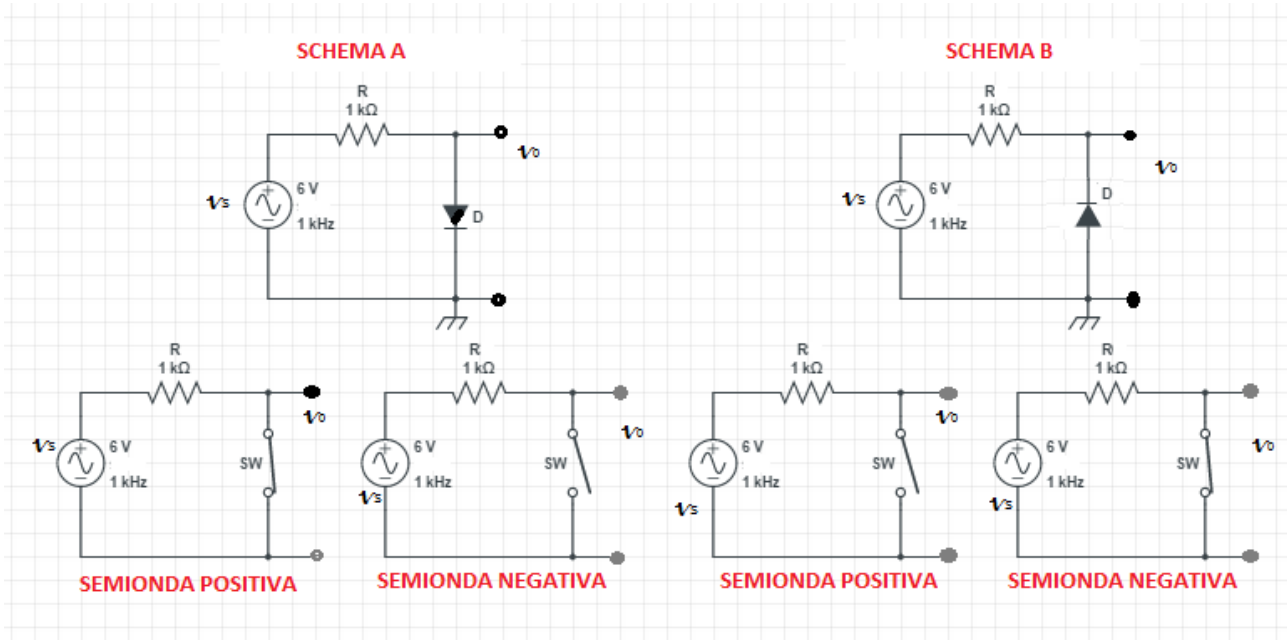 SCHEMA A
R
1 kΩ
vo
vs
6 V
1 kHz
D
SCHEMA B
R
1 kΩ
vo
vs
6 V
1 kHz
D
R
1 kΩ
vo
vs
6 V
1 kHz
SW
SEMIONDA POSITIVA
R
1 kΩ
vo
6 V
1 kHz
vs
SW
SEMIONDA NEGATIVA
R
1 kΩ
vo
6 V
1 kHz
vs
SW
SEMIONDA POSITIVA
R
1 kΩ
vo
6 V
1 kHz
vs
SW
SEMIONDA NEGATIVA